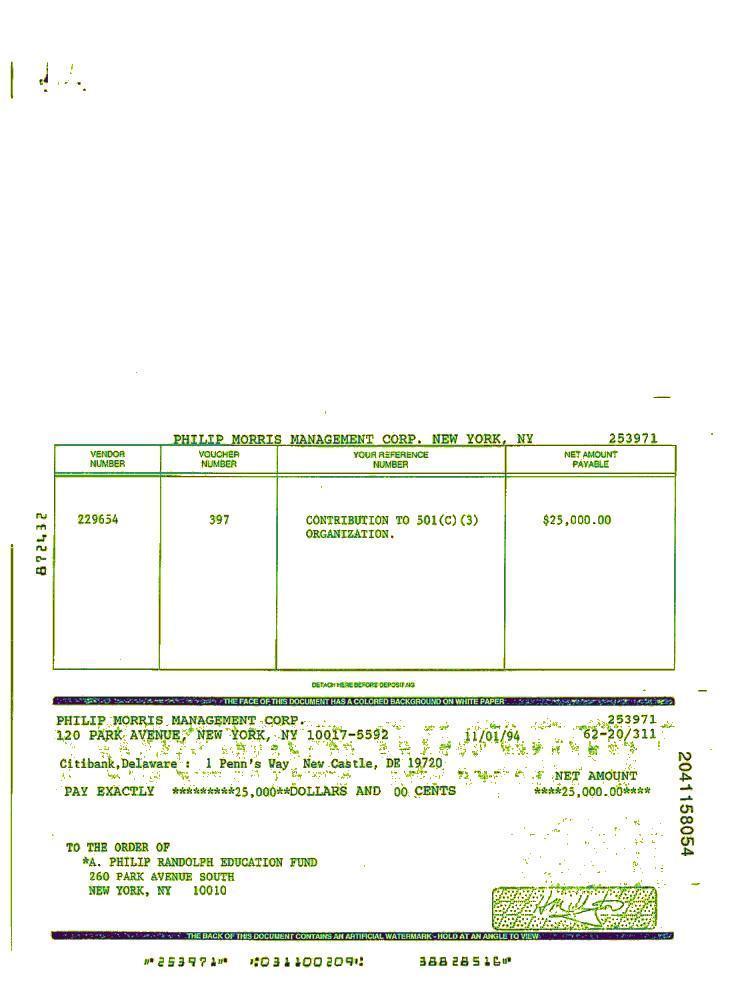 PHILIP MORRIS MANAGEMENT CORP. NEW YORK, NY 253971
VENDOR NUMBER VOUCHER NUMBER YOUR REFERENCE NUMBER NET AMOUNT PAYABLE
229654 397 CONTRIBUTION TO 501(C)(3) $25,000.00
ORGANIZATION.
872432
DETACH HERE BEFORE DEPOSITING
THE FACE OF THIS DOCUMENT HAS A COLORED BACKGROUND ON WHITE PAPER
PHILIP MORRIS MANAGEMENT CORP. 253971
120 PARK AVENUE, NEW YORK, NY 10017-5592 11/01/94 62-20/311
Citibank,Delaware : 1 Penn's Way New Castle, DE 19720
NET AMOUNT
PAY EXACTLY *********25,000**DOLLARS AND 00 CENTS ****25,000.00****
2041158054
TO THE ORDER OF
*A. PHILIP RANDOLPH EDUCATION FUND
260 PARK AVENUE SOUTH
NEW YORK, NY 10010
THE BACK OF THIS DOCUMENT CONTAINS AN ARTIFICIAL WATERMARK - HOLD AT AN ANGLE TO VIEW
⑈253971⑈ ⑆031100209⑆ 38828516⑈